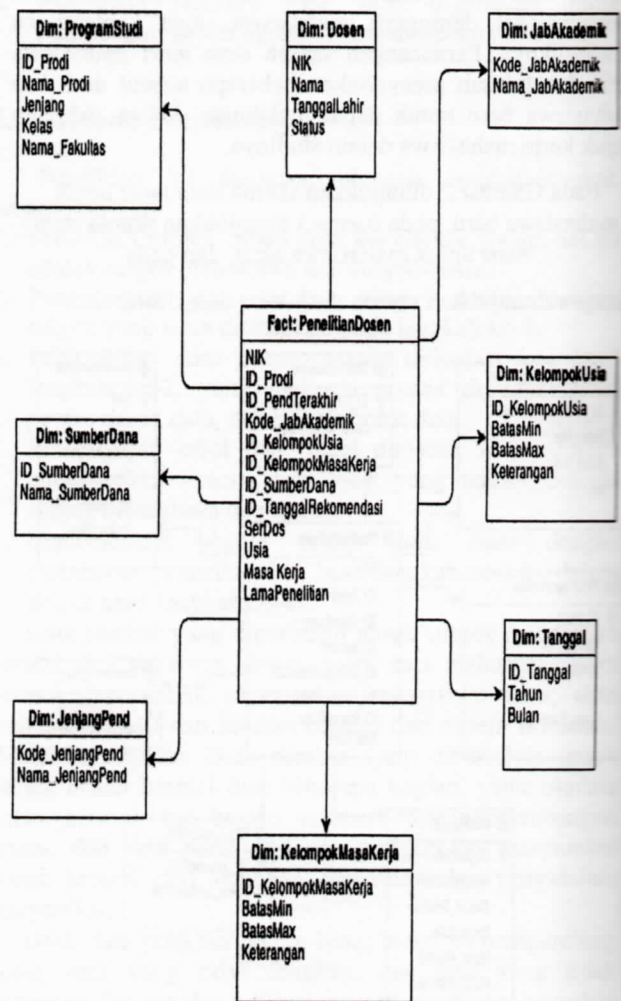 Dim: ProgramStudi
ID_Prodi
Nama_Prodi
Jenjang
Kelas
Nama_Fakultas
Dim: Dosen
NIK
Nama
TanggalLahir
Status
Dim: JabAkademik
Kode_JabAkademik
Nama_JabAkademik
Fact: PenelitianDosen
NIK
ID_Prodi
ID_PendTerakhir
Kode_JabAkademik
ID_KelompokUsia
ID_KelompokMasaKerja
ID_SumberDana
ID_TanggalRekomendasi
SerDos
Usia
Masa Kerja
LamaPenelitian
Dim: KelompokUsia
ID_KelompokUsia
BatasMin
BatasMax
Keterangan
Dim: SumberDana
ID_SumberDana
Nama_SumberDana
Dim: Tanggal
ID_Tanggal
Tahun
Bulan
Dim: JenjangPend
Kode_JenjangPend
Nama_JenjangPend
Dim: KelompokMasaKerja
ID_KelompokMasaKerja
BatasMin
BatasMax
Keterangan